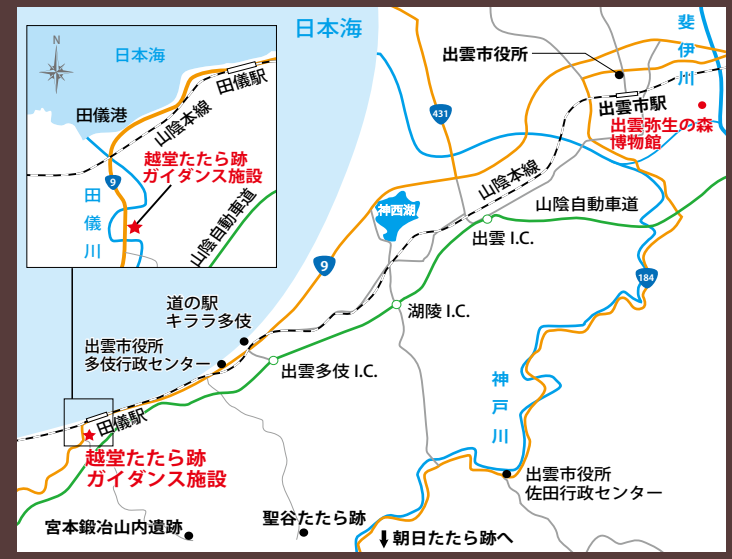 N
日本海
田儀港
田儀駅
山陰本線
越堂たたら跡
ガイダンス施設
9
田儀川
山陰自動車道
日本海
斐伊川
出雲市役所
431
出雲市駅
出雲弥生の森
博物館
山陰本線
神西湖
山陰自動車道
出雲 I.C.
9
184
道の駅
キララ多伎
湖陵 I.C.
出雲市役所
多伎行政センター
出雲多伎 I.C.
神戸川
田儀駅
越堂たたら跡
ガイダンス施設
出雲市役所
佐田行政センター
宮本鍛冶山内遺跡
聖谷たたら跡
⬇朝日たたら跡へ